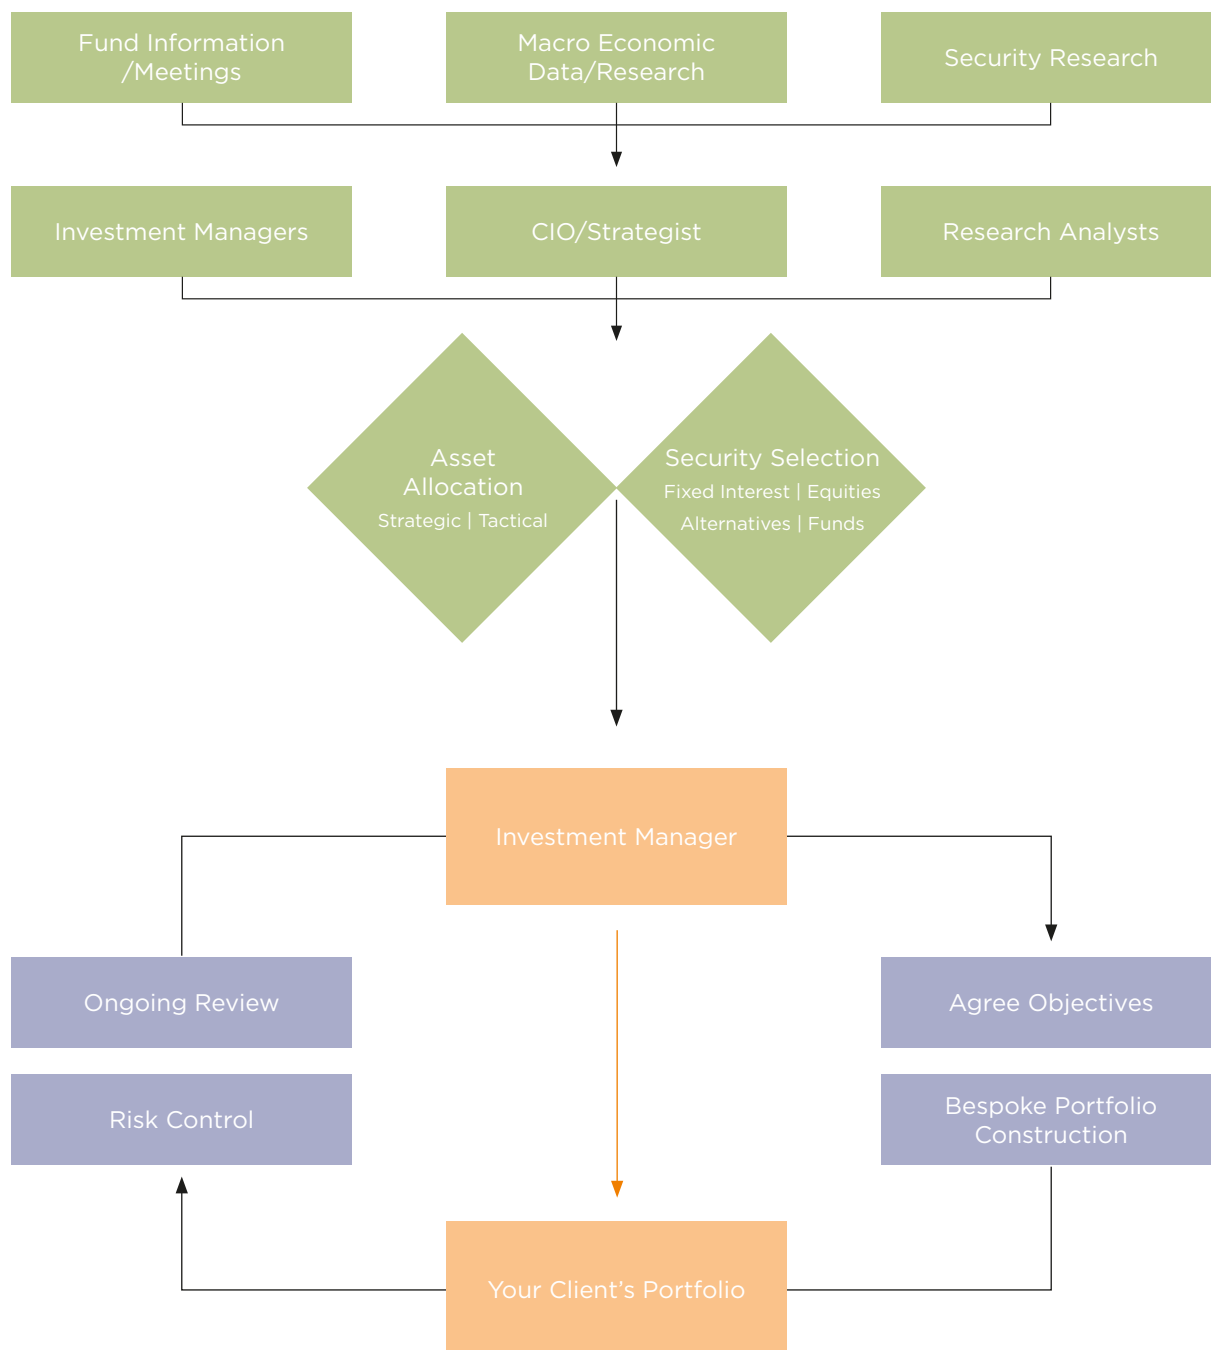 Fund Information
/Meetings
Macro Economic
Data/Research
Security Research
Investment Managers
CIO/Strategist
Research Analysts
Asset
Allocation
Strategic | Tactical
Security Selection
Fixed Interest | Equities
Alternatives | Funds
Investment Manager
Ongoing Review
Agree Objectives
Risk Control
Bespoke Portfolio
Construction
Your Client’s Portfolio